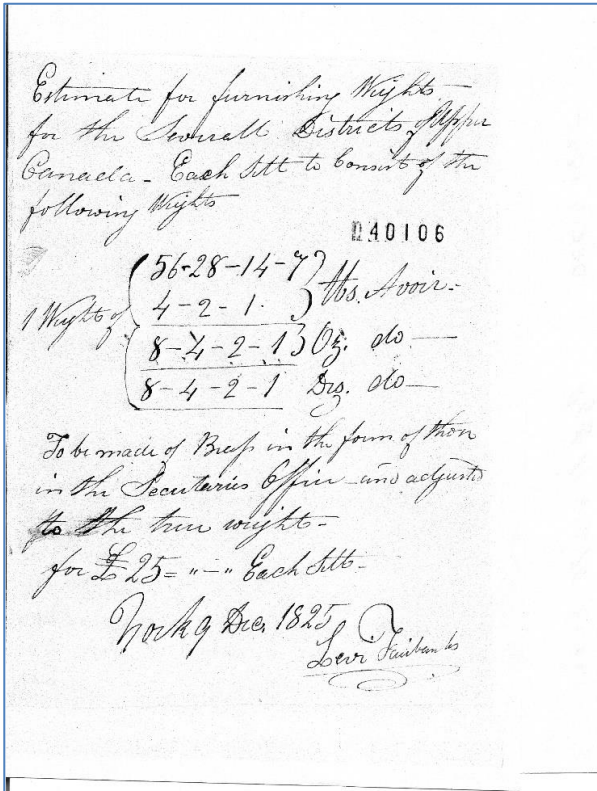 Estimate for furnishing Weights
for the Severall Districts of Upper
Canada - Each Sett to Consist of the
following Weights
040106
1 Weight of
56-28-14-7
4-2-1
lbs. Avoir.
8-4-2-1 Oz. do
8-4-2-1 Drs. do
To be made of Brass in the form of those
in the Secretaries Office and adjusted
to the true weight -
for £25= "-" Each Sett -
York 9 Dec. 1825
Levi Fairbanks